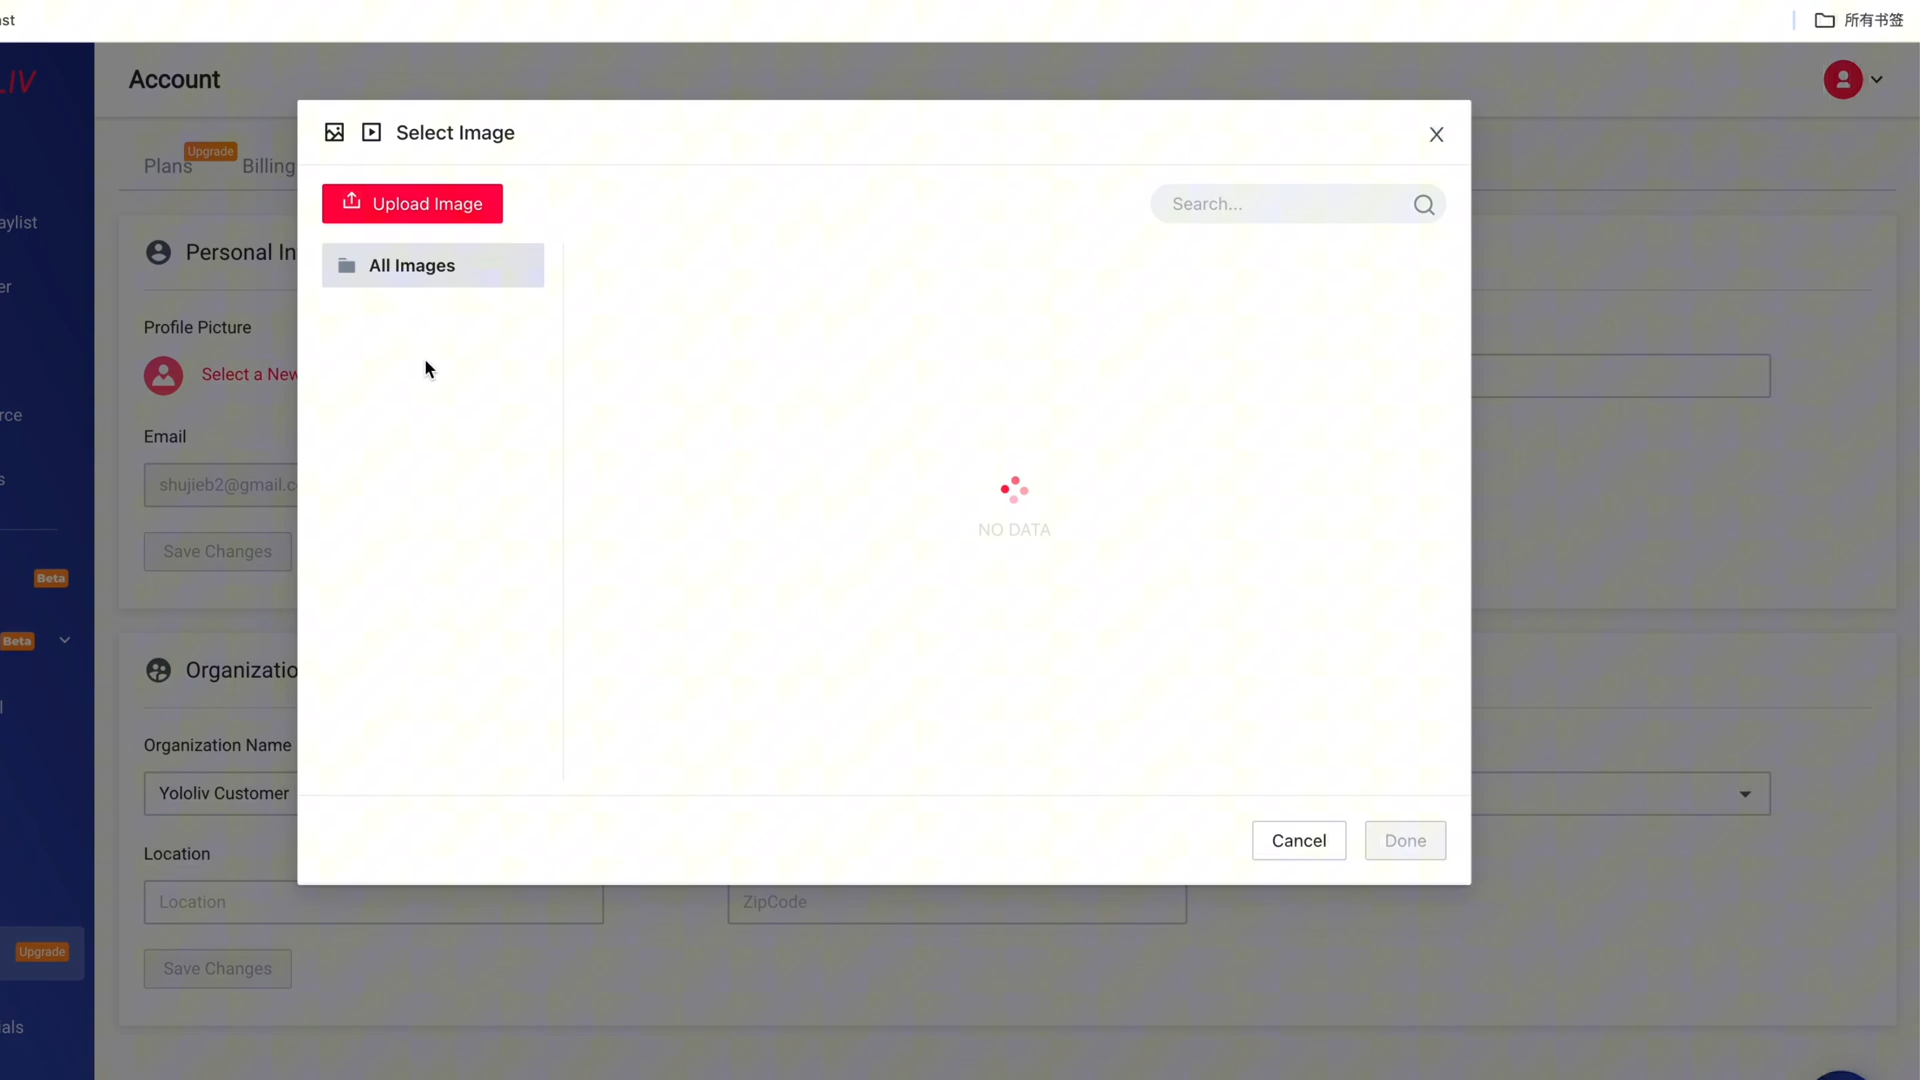 ast
所有书签
LIV
Account
Plans
Upgrade
Billing
Select Image
Upload Image
Search...
All Images
aylist
Personal In
er
Profile Picture
Select a New
rce
Email
s
shujieb2@gmail.c
NO DATA
Save Changes
Beta
Beta
Organizatio
l
Organization Name
Yololiv Customer
Cancel
Done
Location
Location
ZipCode
Upgrade
Save Changes
ials